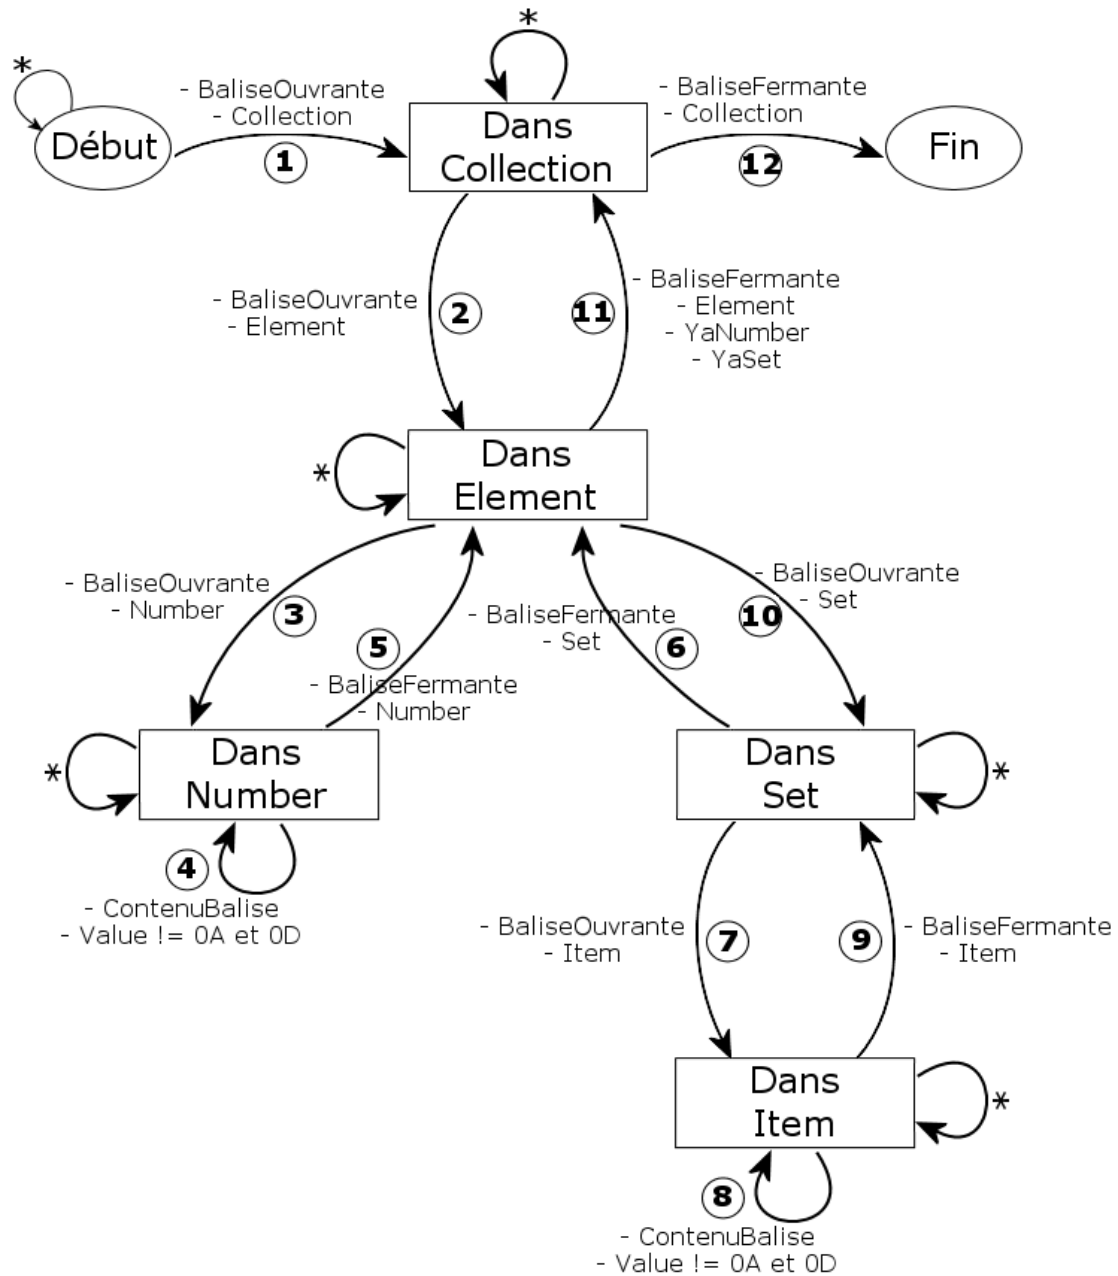 *
*
- BaliseOuvrante
- Collection
- BaliseFermante
- Collection
Début
Dans
Collection
Fin
1
12
- BaliseOuvrante
- Element
2
11
- BaliseFermante
- Element
- YaNumber
- YaSet
Dans
Element
*
- BaliseOuvrante
- Number
3
5
- BaliseFermante
- Number
- BaliseFermante
- Set
6
10
- BaliseOuvrante
- Set
Dans
Number
*
Dans
Set
*
4
- ContenuBalise
- Value != 0A et 0D
- BaliseOuvrante
- Item
7
9
- BaliseFermante
- Item
Dans
Item
*
8
- ContenuBalise
- Value != 0A et 0D